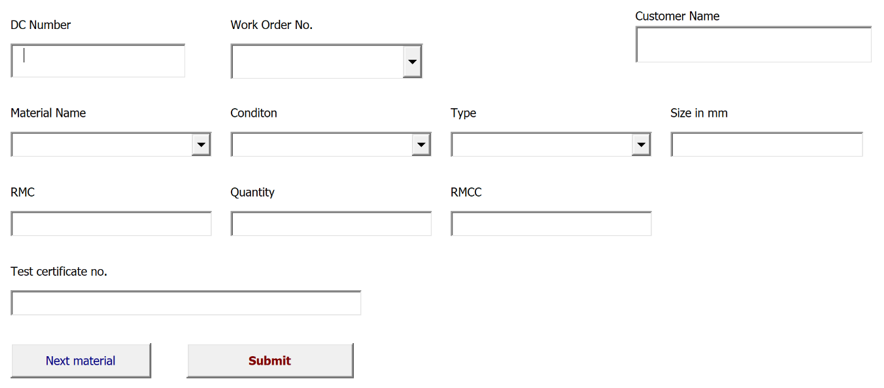 DC Number
Work Order No.
Customer Name
Material Name
Conditon
Type
Size in mm
RMC
Quantity
RMCC
Test certificate no.
Next material
Submit